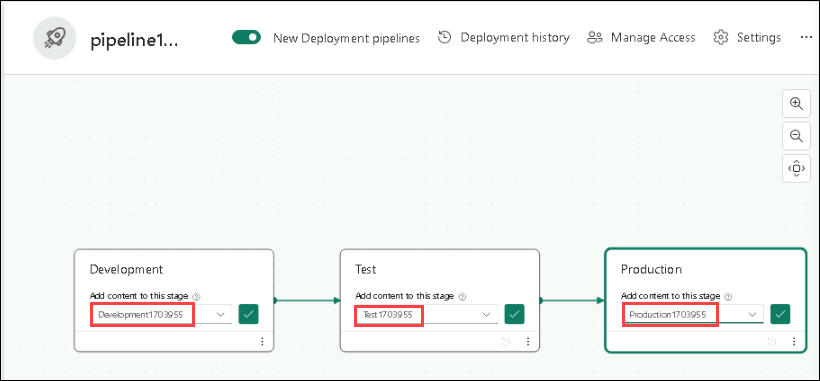 pipeline1...
New Deployment pipelines
Deployment history
Manage Access
Settings
Development
Add content to this stage
Development1703955
Test
Add content to this stage
Test1703955
Production
Add content to this stage
Production1703955